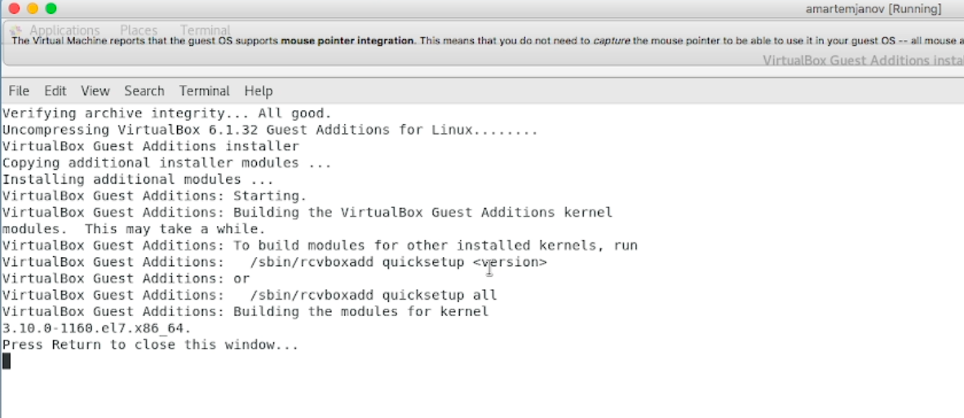 amartemjanov [Running]
Applications Places Terminal
The Virtual Machine reports that the guest OS supports mouse pointer integration. This means that you do not need to capture the mouse pointer to be able to use it in your guest OS -- all mouse a
VirtualBox Guest Additions insta
File Edit View Search Terminal Help
Verifying archive integrity... All good.
Uncompressing VirtualBox 6.1.32 Guest Additions for Linux........
VirtualBox Guest Additions installer
Copying additional installer modules ...
Installing additional modules ...
VirtualBox Guest Additions: Starting.
VirtualBox Guest Additions: Building the VirtualBox Guest Additions kernel
modules.  This may take a while.
VirtualBox Guest Additions: To build modules for other installed kernels, run
VirtualBox Guest Additions:   /sbin/rcvboxadd quicksetup <version>
VirtualBox Guest Additions: or
VirtualBox Guest Additions:   /sbin/rcvboxadd quicksetup all
VirtualBox Guest Additions: Building the modules for kernel
3.10.0-1160.el7.x86_64.
Press Return to close this window...